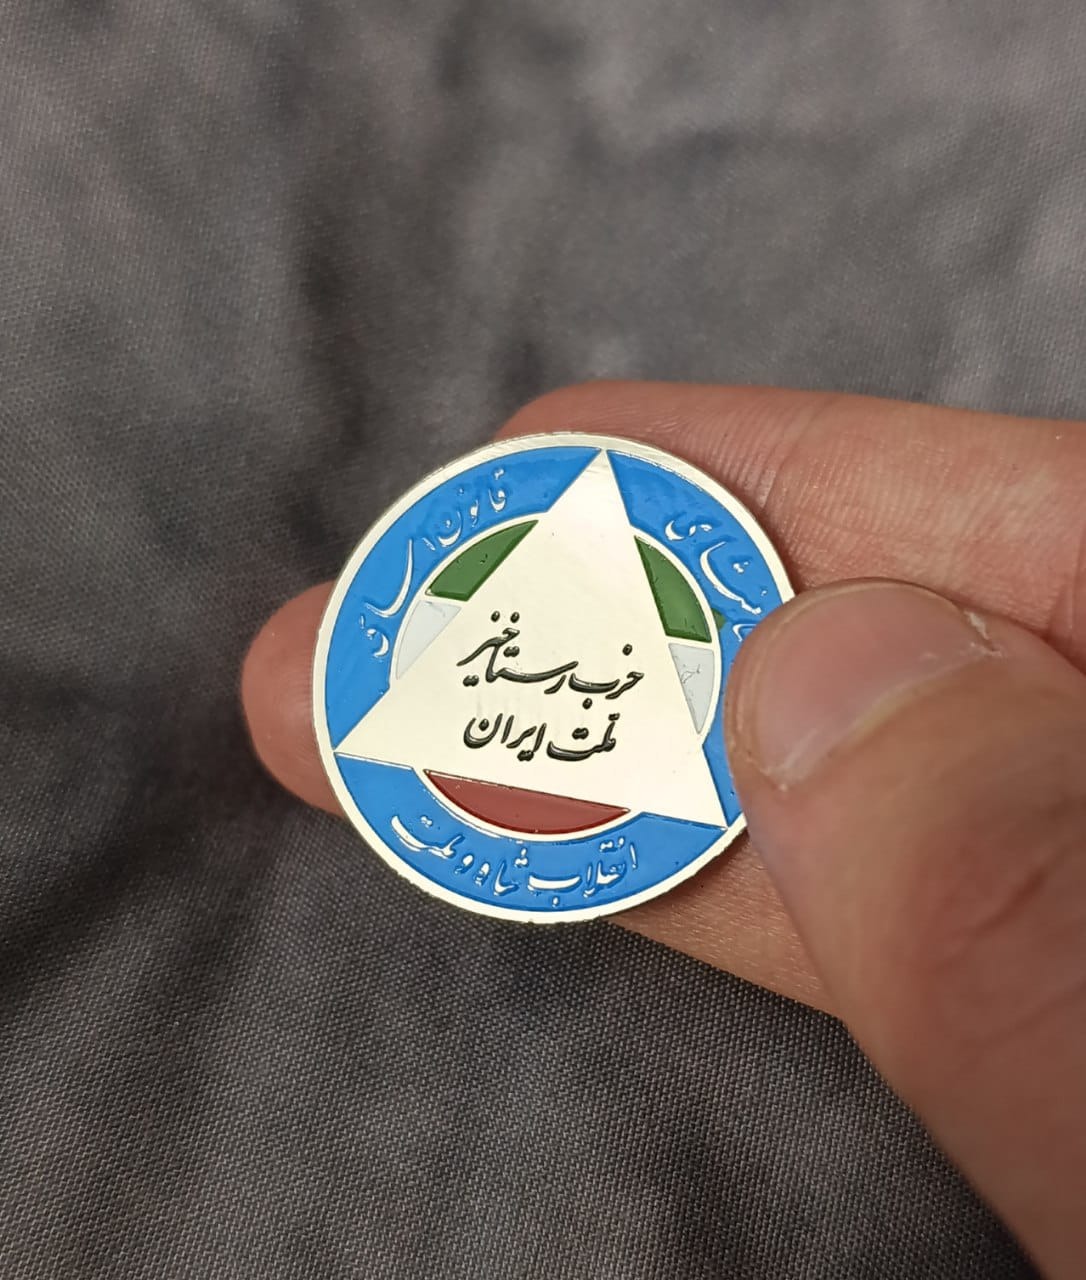 حزب رستاخیز
ملت ایران
قانون اساسی
انقلاب شاه و ملت